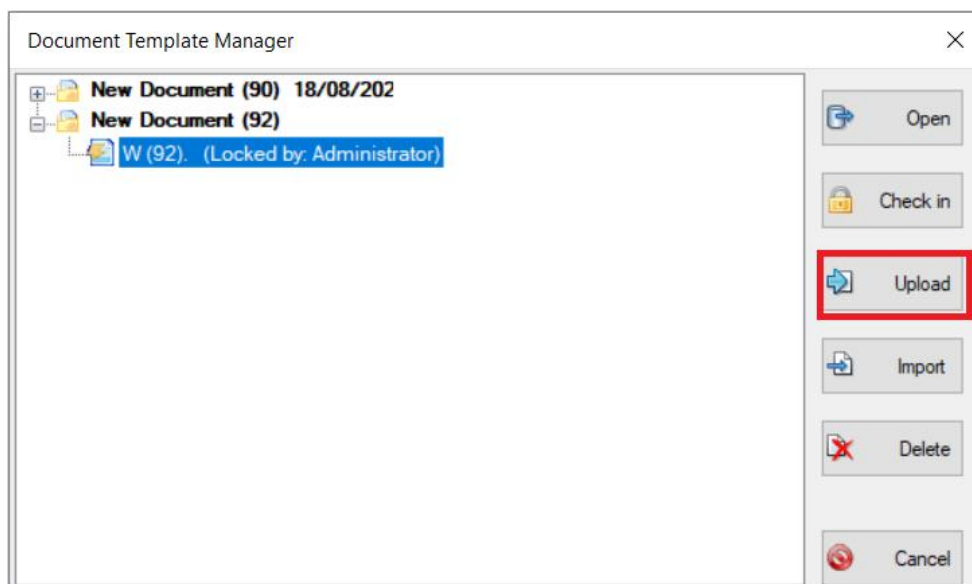 Document Template Manager
New Document (90) 18/08/202
New Document (92)
W (92). (Locked by: Administrator)
Open
Check in
Upload
Import
Delete
Cancel